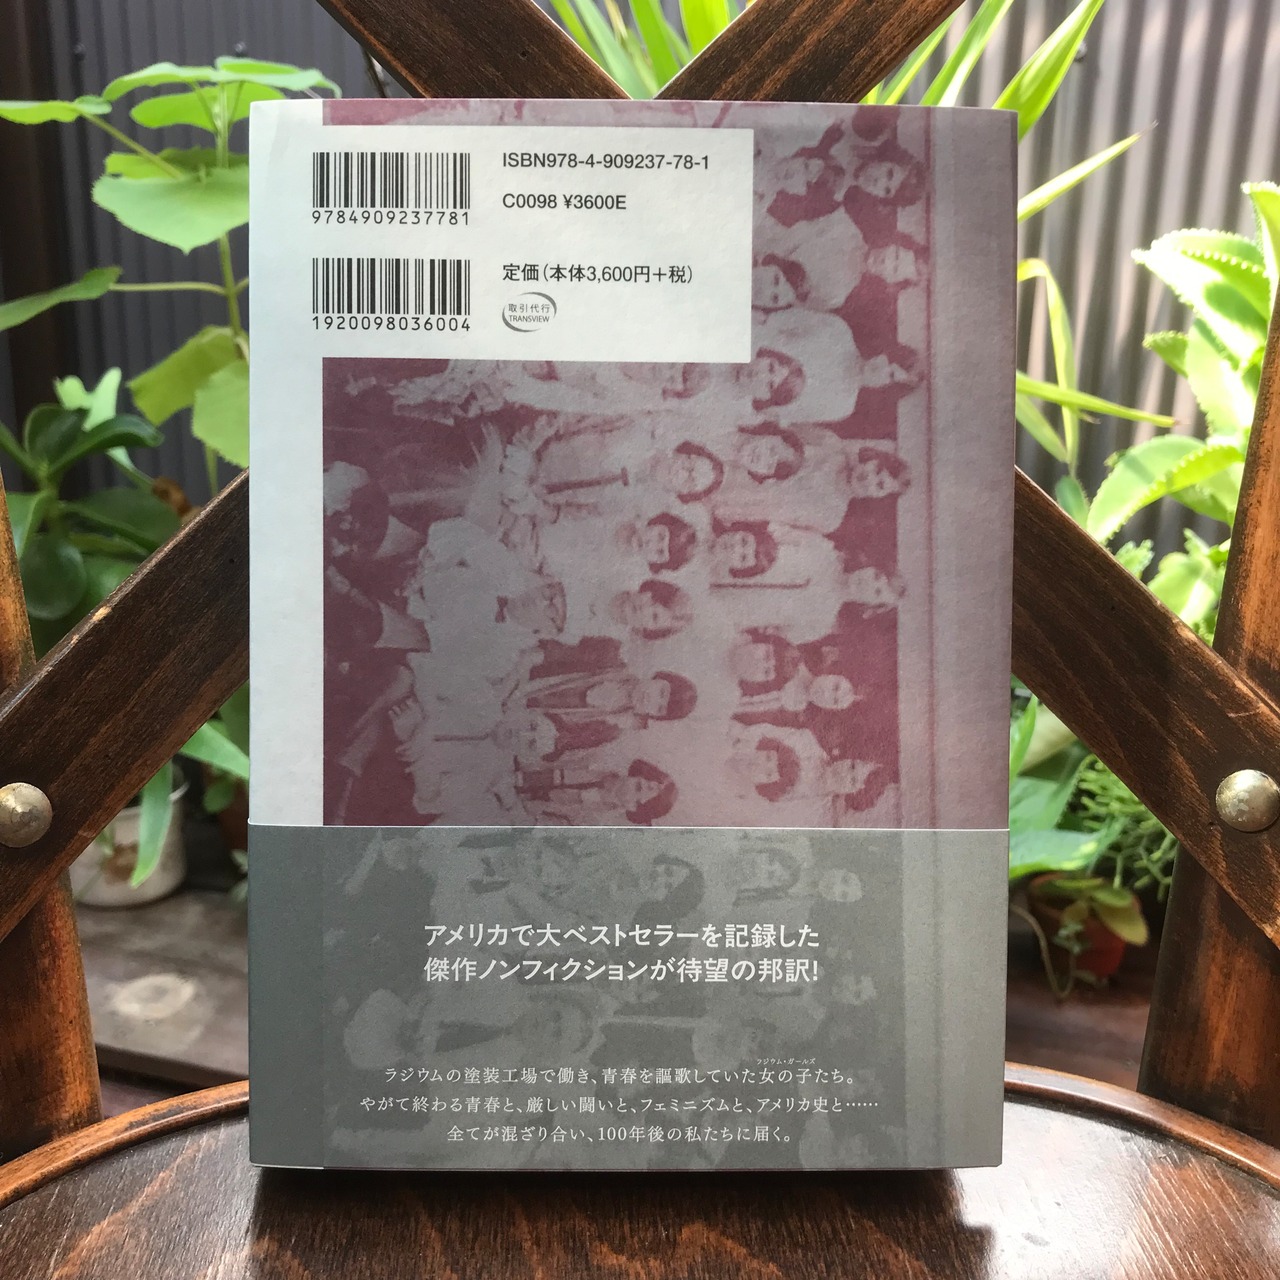 ISBN978-4-909237-78-1
9784909237781
C0098 ¥3600E
定価(本体3,600円+税)
1920098036004
取引代行
TRANSVIEW
アメリカで大ベストセラーを記録した
傑作ノンフィクションが待望の邦訳!
ラジウム・ガールズ
ラジウムの塗装工場で働き、青春を謳歌していた女の子たち。
やがて終わる青春と、厳しい闘いと、フェミニズムと、アメリカ史と……
全てが混ざり合い、100年後の私たちに届く。